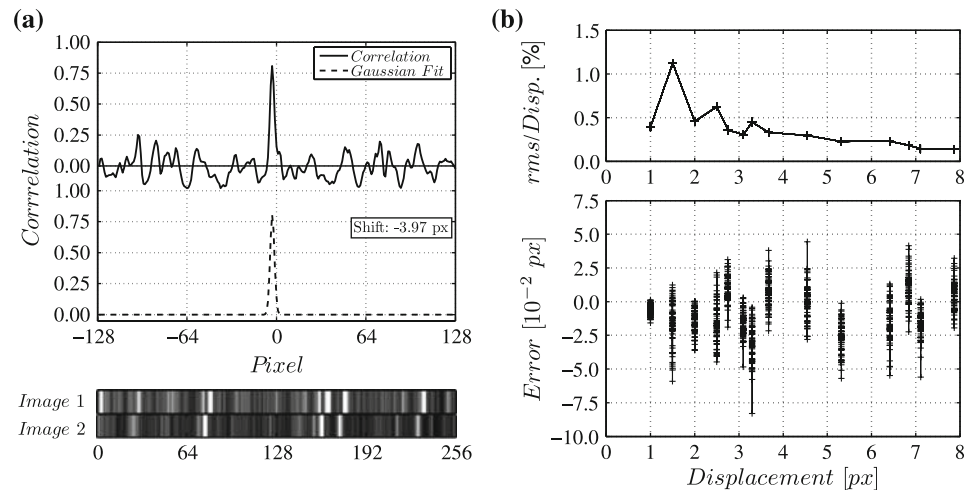 (a)
1.00
0.75
0.50
0.25
0.00
1.00
0.75
0.50
0.25
0.00
Corrrelation
Correlation
Gaussian Fit
Shift: -3.97 px
−128 −64 0 64 128
Pixel
Image 1
Image 2
0 64 128 192 256
(b)
1.5
1.0
0.5
0.0
rms/Disp. [%]
0 1 2 3 4 5 6 7 8
7.5
5.0
2.5
0.0
−2.5
−5.0
−7.5
−10.0
Error [10−2 px]
0 1 2 3 4 5 6 7 8
Displacement [px]